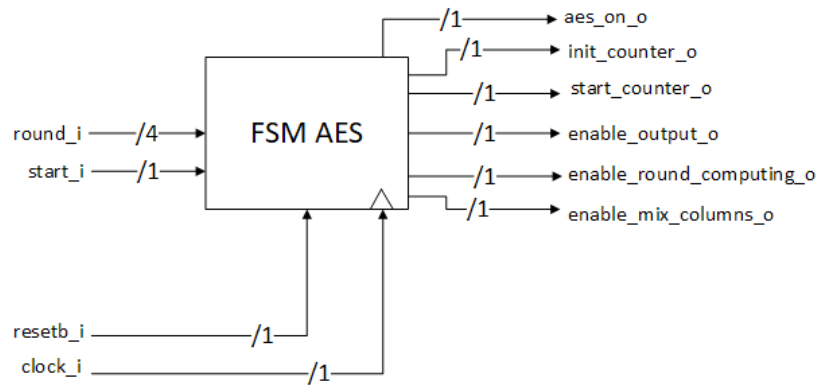 /1 aes_on_o
/1 init_counter_o
/1 start_counter_o
round_i /4 FSM AES /1 enable_output_o
start_i /1 /1 enable_round_computing_o
/1 enable_mix_columns_o
resetb_i /1
clock_i /1